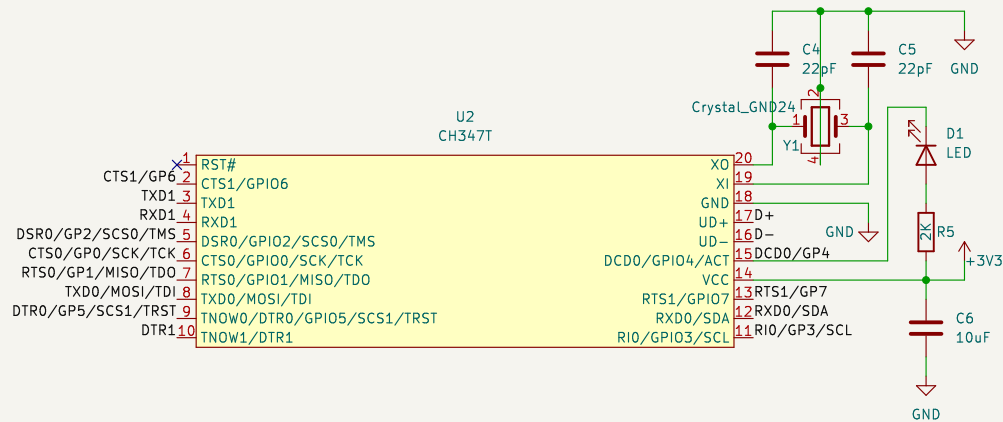 C4
22pF
C5
22pF
GND
Crystal_GND24
2
1
3
Y1
4
D1
LED
U2
CH347T
1
RST#
XO
20
CTS1/GP6
2
CTS1/GPIO6
XI
19
TXD1
3
TXD1
GND
18
RXD1
4
RXD1
UD+
17
D+
GND
2K
R5
DSR0/GP2/SCS0/TMS
5
DSR0/GPIO2/SCS0/TMS
UD-
16
D-
CTS0/GP0/SCK/TCK
6
CTS0/GPIO0/SCK/TCK
DCD0/GPIO4/ACT
15
DCD0/GP4
+3V3
RTS0/GP1/MISO/TDO
7
RTS0/GPIO1/MISO/TDO
VCC
14
TXD0/MOSI/TDI
8
TXD0/MOSI/TDI
RTS1/GPIO7
13
RTS1/GP7
DTR0/GP5/SCS1/TRST
9
TNOW0/DTR0/GPIO5/SCS1/TRST
RXD0/SDA
12
RXD0/SDA
DTR1
10
TNOW1/DTR1
RI0/GPIO3/SCL
11
RI0/GP3/SCL
C6
10uF
GND